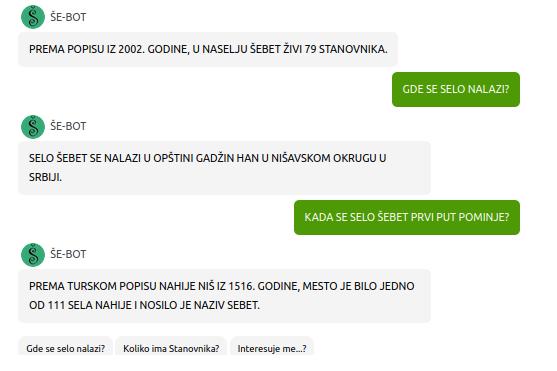 Š ŠE-BOT
PREMA POPISU IZ 2002. GODINE, U NASELJU ŠEBET ŽIVI 79 STANOVNIKA.
GDE SE SELO NALAZI?
Š ŠE-BOT
SELO ŠEBET SE NALAZI U OPŠTINI GADŽIN HAN U NIŠAVSKOM OKRUGU U
SRBIJI.
KADA SE SELO ŠEBET PRVI PUT POMINJE?
Š ŠE-BOT
PREMA TURSKOM POPISU NAHIJE NIŠ IZ 1516. GODINE, MESTO JE BILO JEDNO
OD 111 SELA NAHIJE I NOSILO JE NAZIV SEBET.
Gde se selo nalazi? Koliko ima Stanovnika? Interesuje me...?